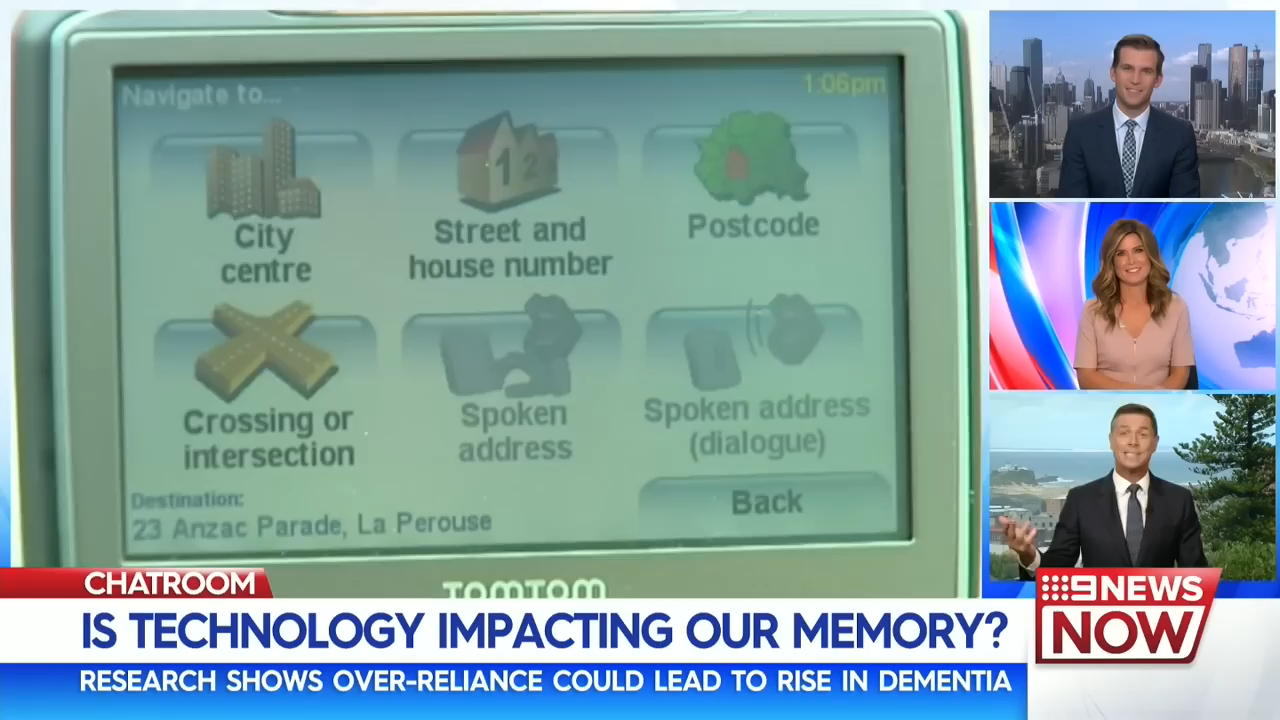 Navigate to...
1:06pm
City
centre
12
Street and
house number
Postcode
Crossing or
intersection
Spoken
address
Spoken address
(dialogue)
Destination:
23 Anzac Parade, La Perouse
Back
TOMTOM
CHATROOM
IS TECHNOLOGY IMPACTING OUR MEMORY?
RESEARCH SHOWS OVER-RELIANCE COULD LEAD TO RISE IN DEMENTIA
9NEWS
NOW